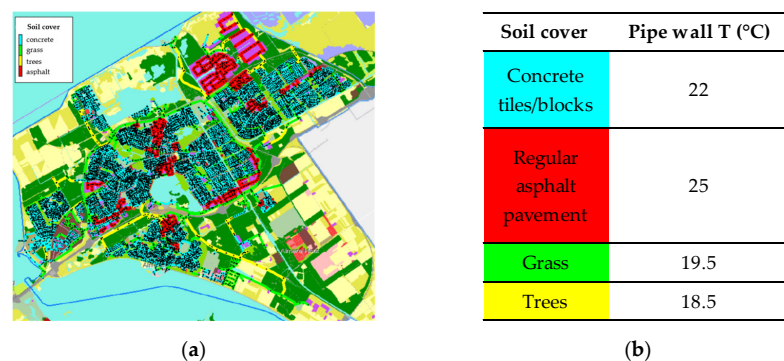 Soil cover
concrete
grass
trees
asphalt
(a)
Soil cover Pipe wall T (°C)
Concrete
tiles/blocks
22
Regular
asphalt
pavement
25
Grass 19.5
Trees 18.5
(b)